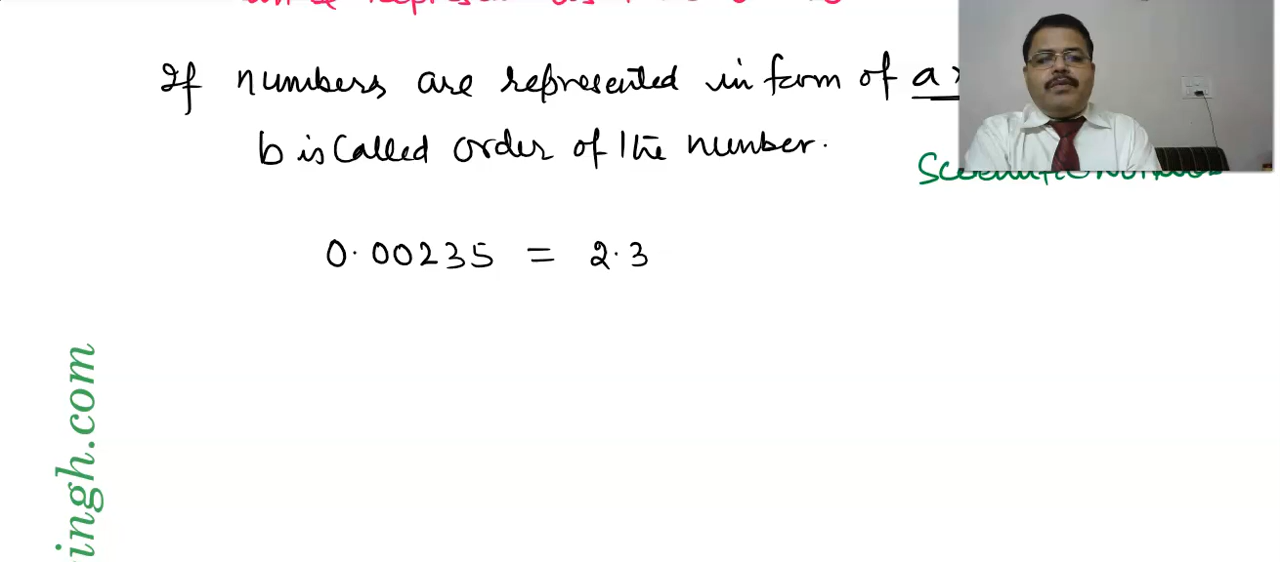 If numbers are represented in form of a x
b is called order of the number.
Scientific
0.00235 = 2.3
ingh.com